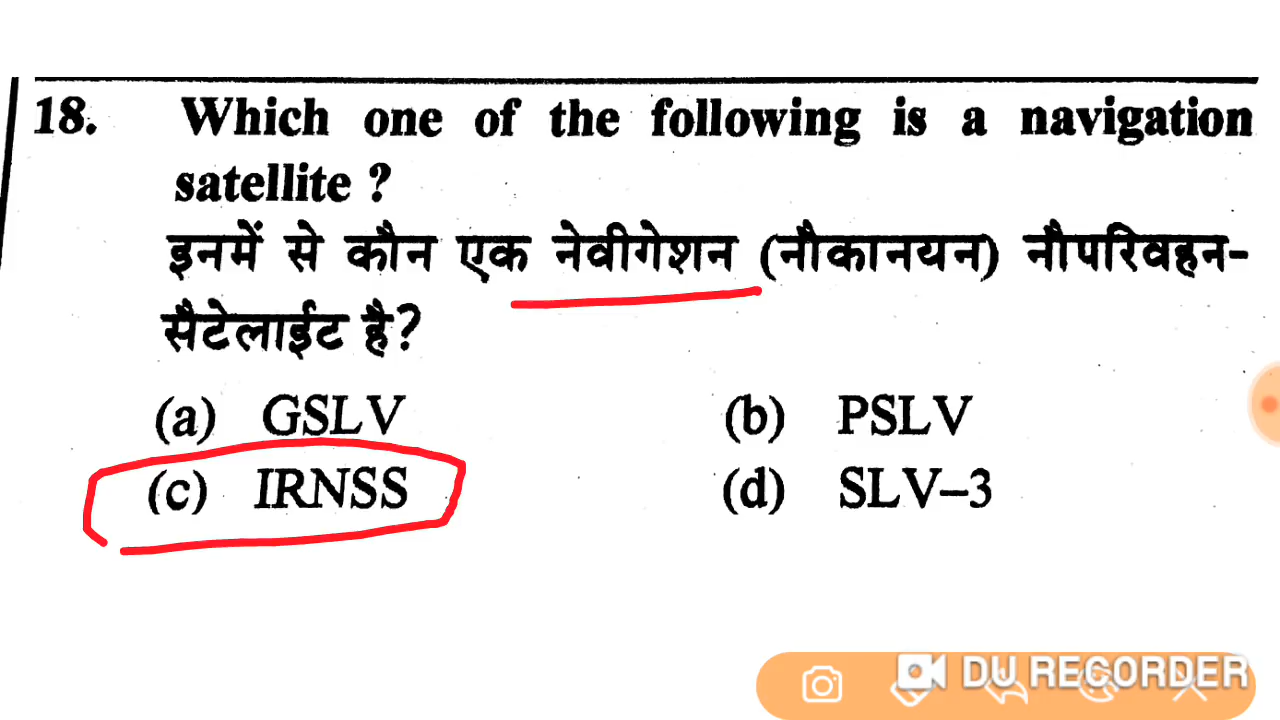 18. Which one of the following is a navigation
satellite ?
इनमें से कौन एक नेवीगेशन (नौकानयन) नौपरिवहन-
सैटेलाईट है?
(a) GSLV (b) PSLV
(c) IRNSS (d) SLV–3
DU RECORDER